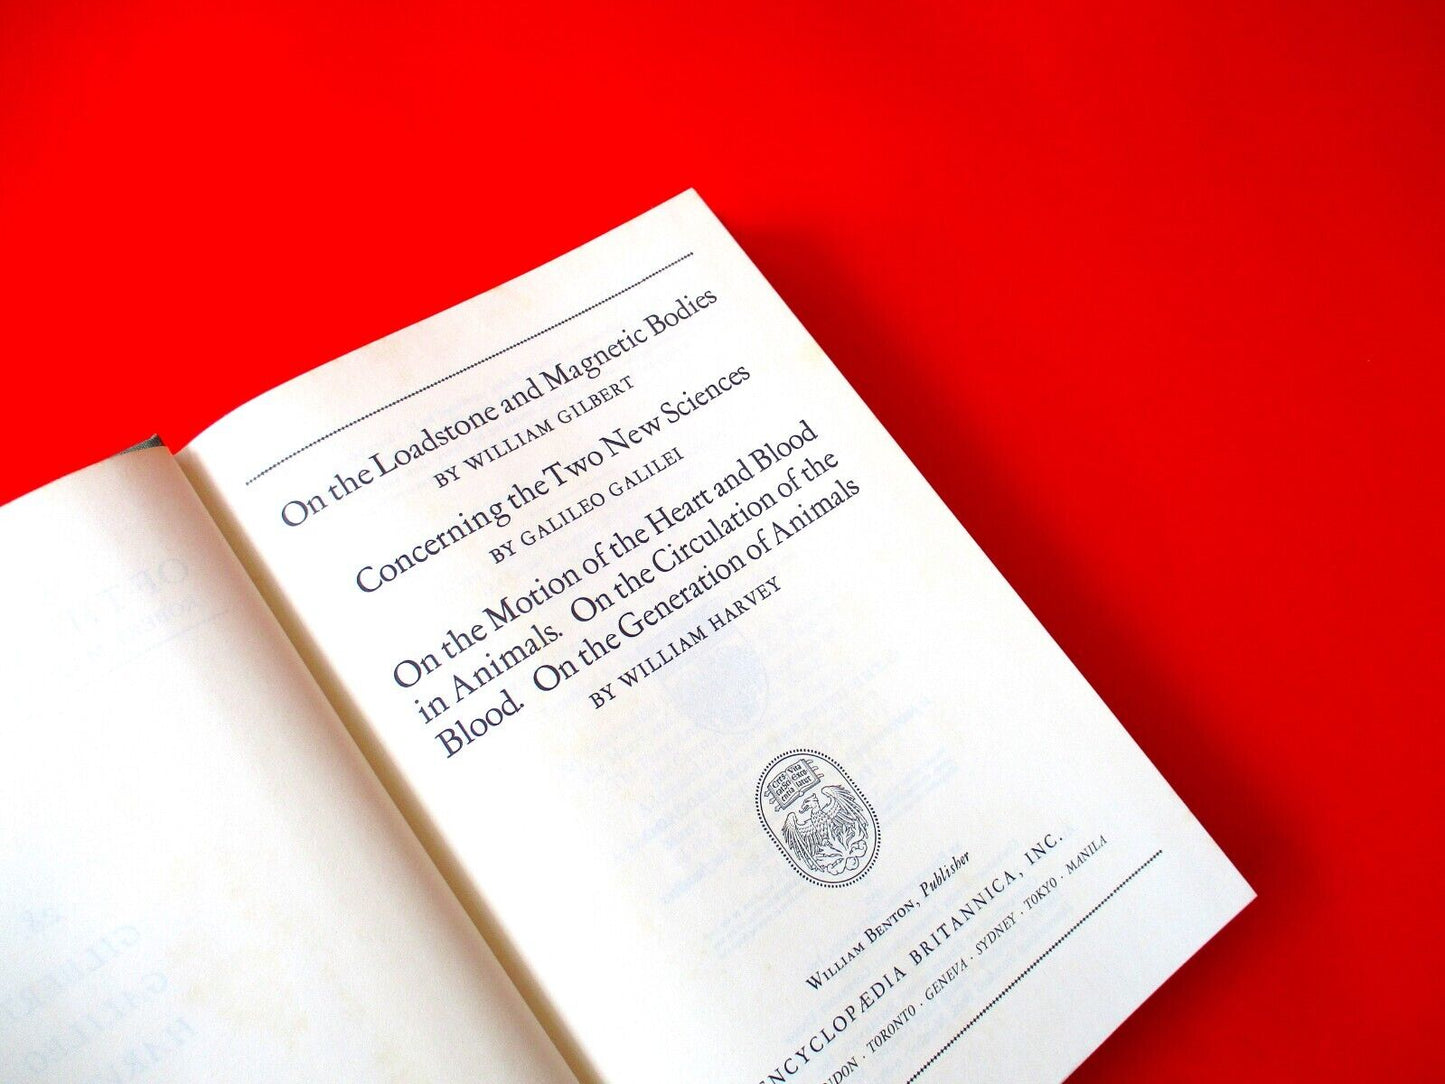 On the Loadstone and Magnetic Bodies
BY WILLIAM GILBERT
Concerning the Two New Sciences
BY GALILEO GALILEI
On the Motion of the Heart and Blood
in Animals. On the Circulation of the
Blood. On the Generation of Animals
BY WILLIAM HARVEY
WILLIAM BENTON, Publisher
ENCYCLOPÆDIA BRITANNICA, INC.
TORONTO · GENEVA · SYDNEY · TOKYO · MANILA